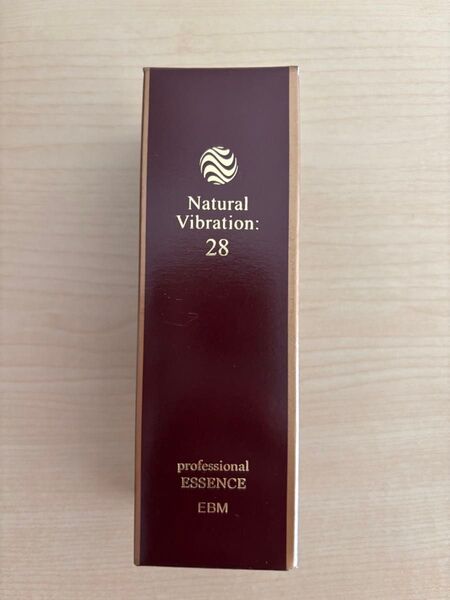 Natural
Vibration:
28
professional
ESSENCE
EBM